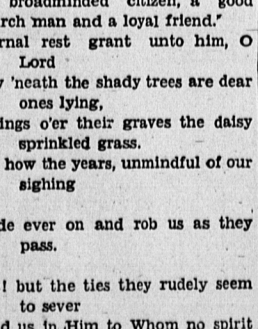 broadminded citizen, a good
rch man and a loyal friend."
rnal rest grant unto him, O
Lord
'neath the shady trees are dear
ones lying,
ings o'er their graves the daisy
sprinkled grass.
how the years, unmindful of our
sighing
de ever on and rob us as they
pass.
! but the ties they rudely seem
to sever
d us in Him to Whom no spirit